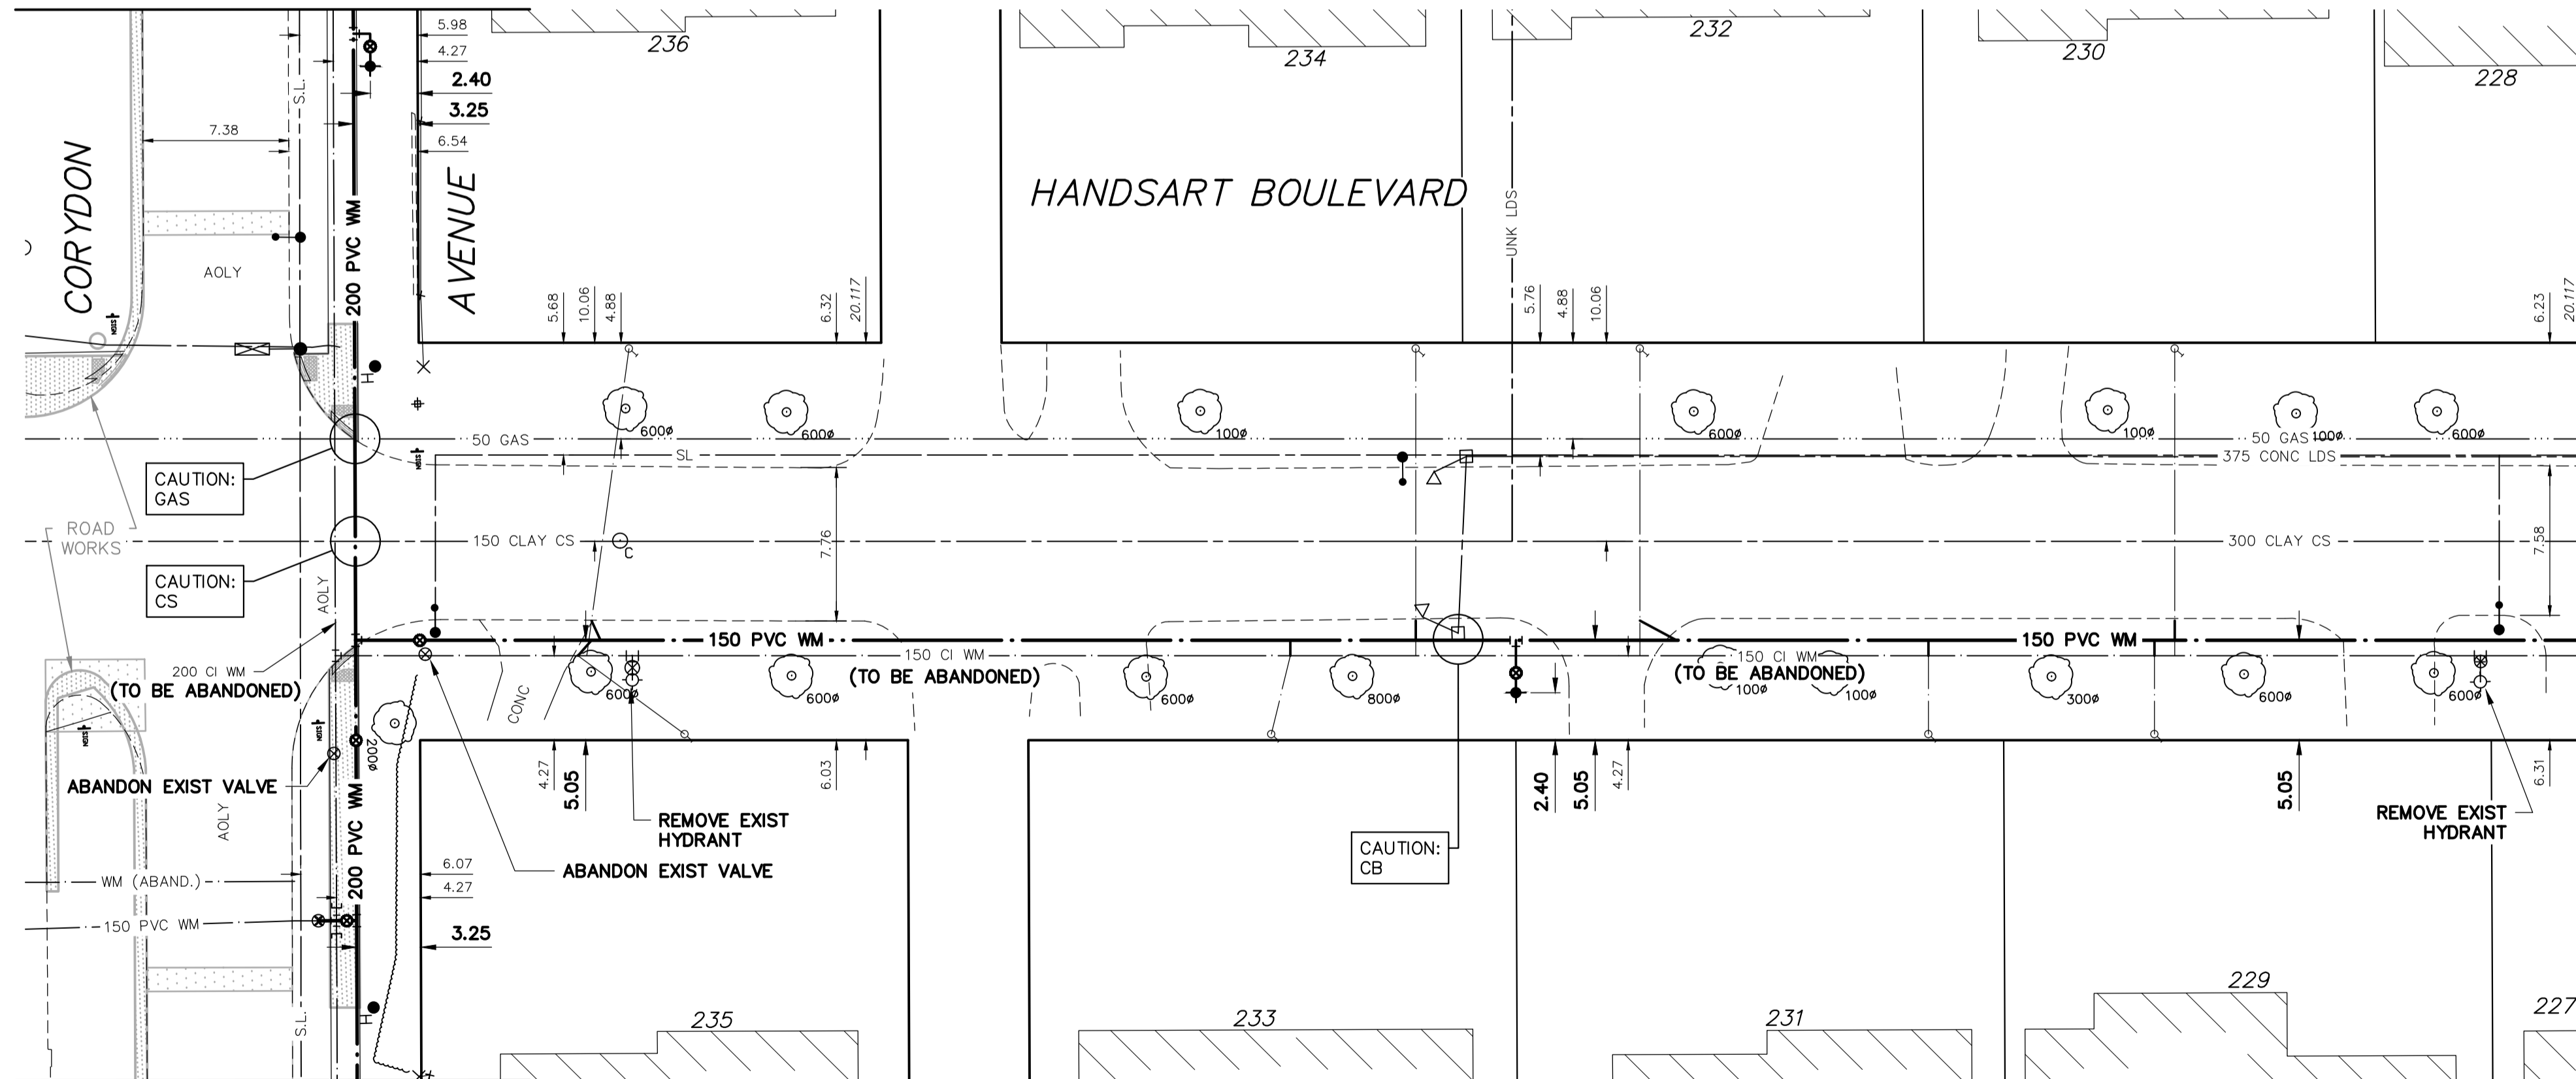 5.98
4.27
2.40
3.25
6.54
236
234
232
230
228
S.L.
7.38
CORYDON
AVENUE
200 PVC WM
HANDSART BOULEVARD
UNK LDS
AOLY
SIGN
5.68
10.06
4.88
6.32
20.117
5.76
4.88
10.06
6.23
20.117
H
600ø
600ø
100ø
600ø
100ø
100ø
600ø
50 GAS
50 GAS
SIGN
SL
375 CONC LDS
CAUTION:
GAS
ROAD
WORKS
150 CLAY CS
C
7.76
300 CLAY CS
7.58
CAUTION:
CS
AOLY
150 PVC WM
150 PVC WM
200 CI WM
(TO BE ABANDONED)
150 CI WM
(TO BE ABANDONED)
150 CI WM
(TO BE ABANDONED)
600ø
600ø
600ø
800ø
100ø
100ø
300ø
600ø
600ø
CONC
SIGN
SIGN
200ø
ABANDON EXIST VALVE
4.27
5.05
6.03
2.40
5.05
4.27
5.05
6.31
AOLY
200 PVC WM
REMOVE EXIST
HYDRANT
REMOVE EXIST
HYDRANT
ABANDON EXIST VALVE
CAUTION:
CB
6.07
4.27
WM (ABAND.)
150 PVC WM
3.25
S.L.
H
235
233
231
229
227